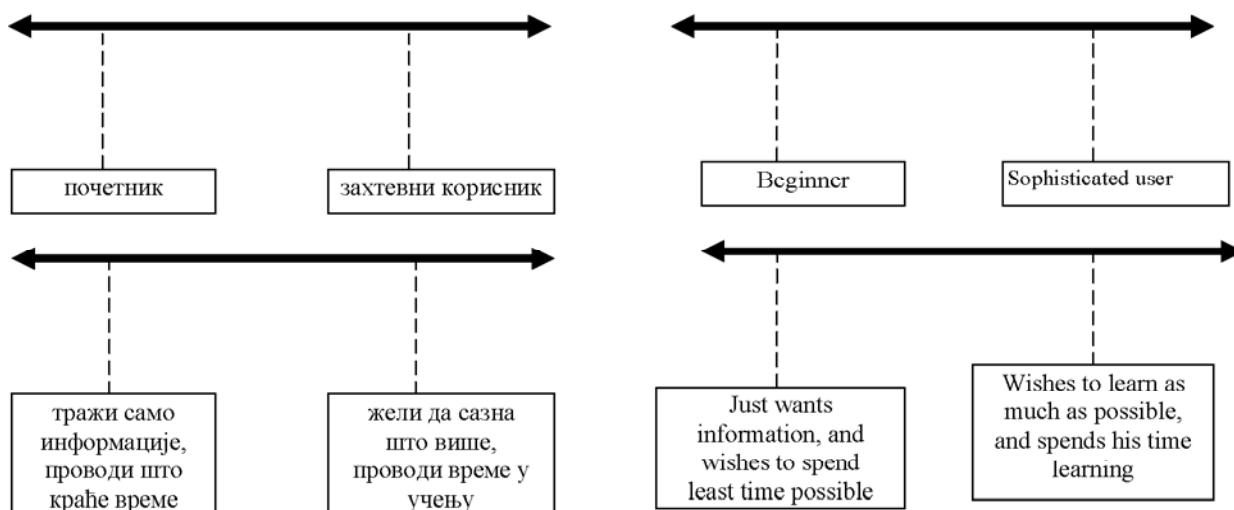 почетник
захтевни корисник
Beginner
Sophisticated user
тражи само
информације,
проводи што
краће време
жели да сазна
што више,
проводи време у
учењу
Just wants
information, and
wishes to spend
least time possible
Wishes to learn as
much as possible,
and spends his time
learning